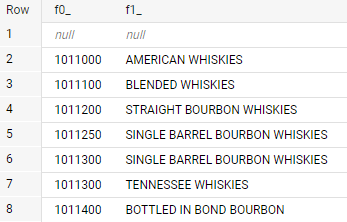 Row f0_ f1_
1 null null
2 1011000 AMERICAN WHISKIES
3 1011100 BLENDED WHISKIES
4 1011200 STRAIGHT BOURBON WHISKIES
5 1011250 SINGLE BARREL BOURBON WHISKIES
6 1011300 SINGLE BARREL BOURBON WHISKIES
7 1011300 TENNESSEE WHISKIES
8 1011400 BOTTLED IN BOND BOURBON